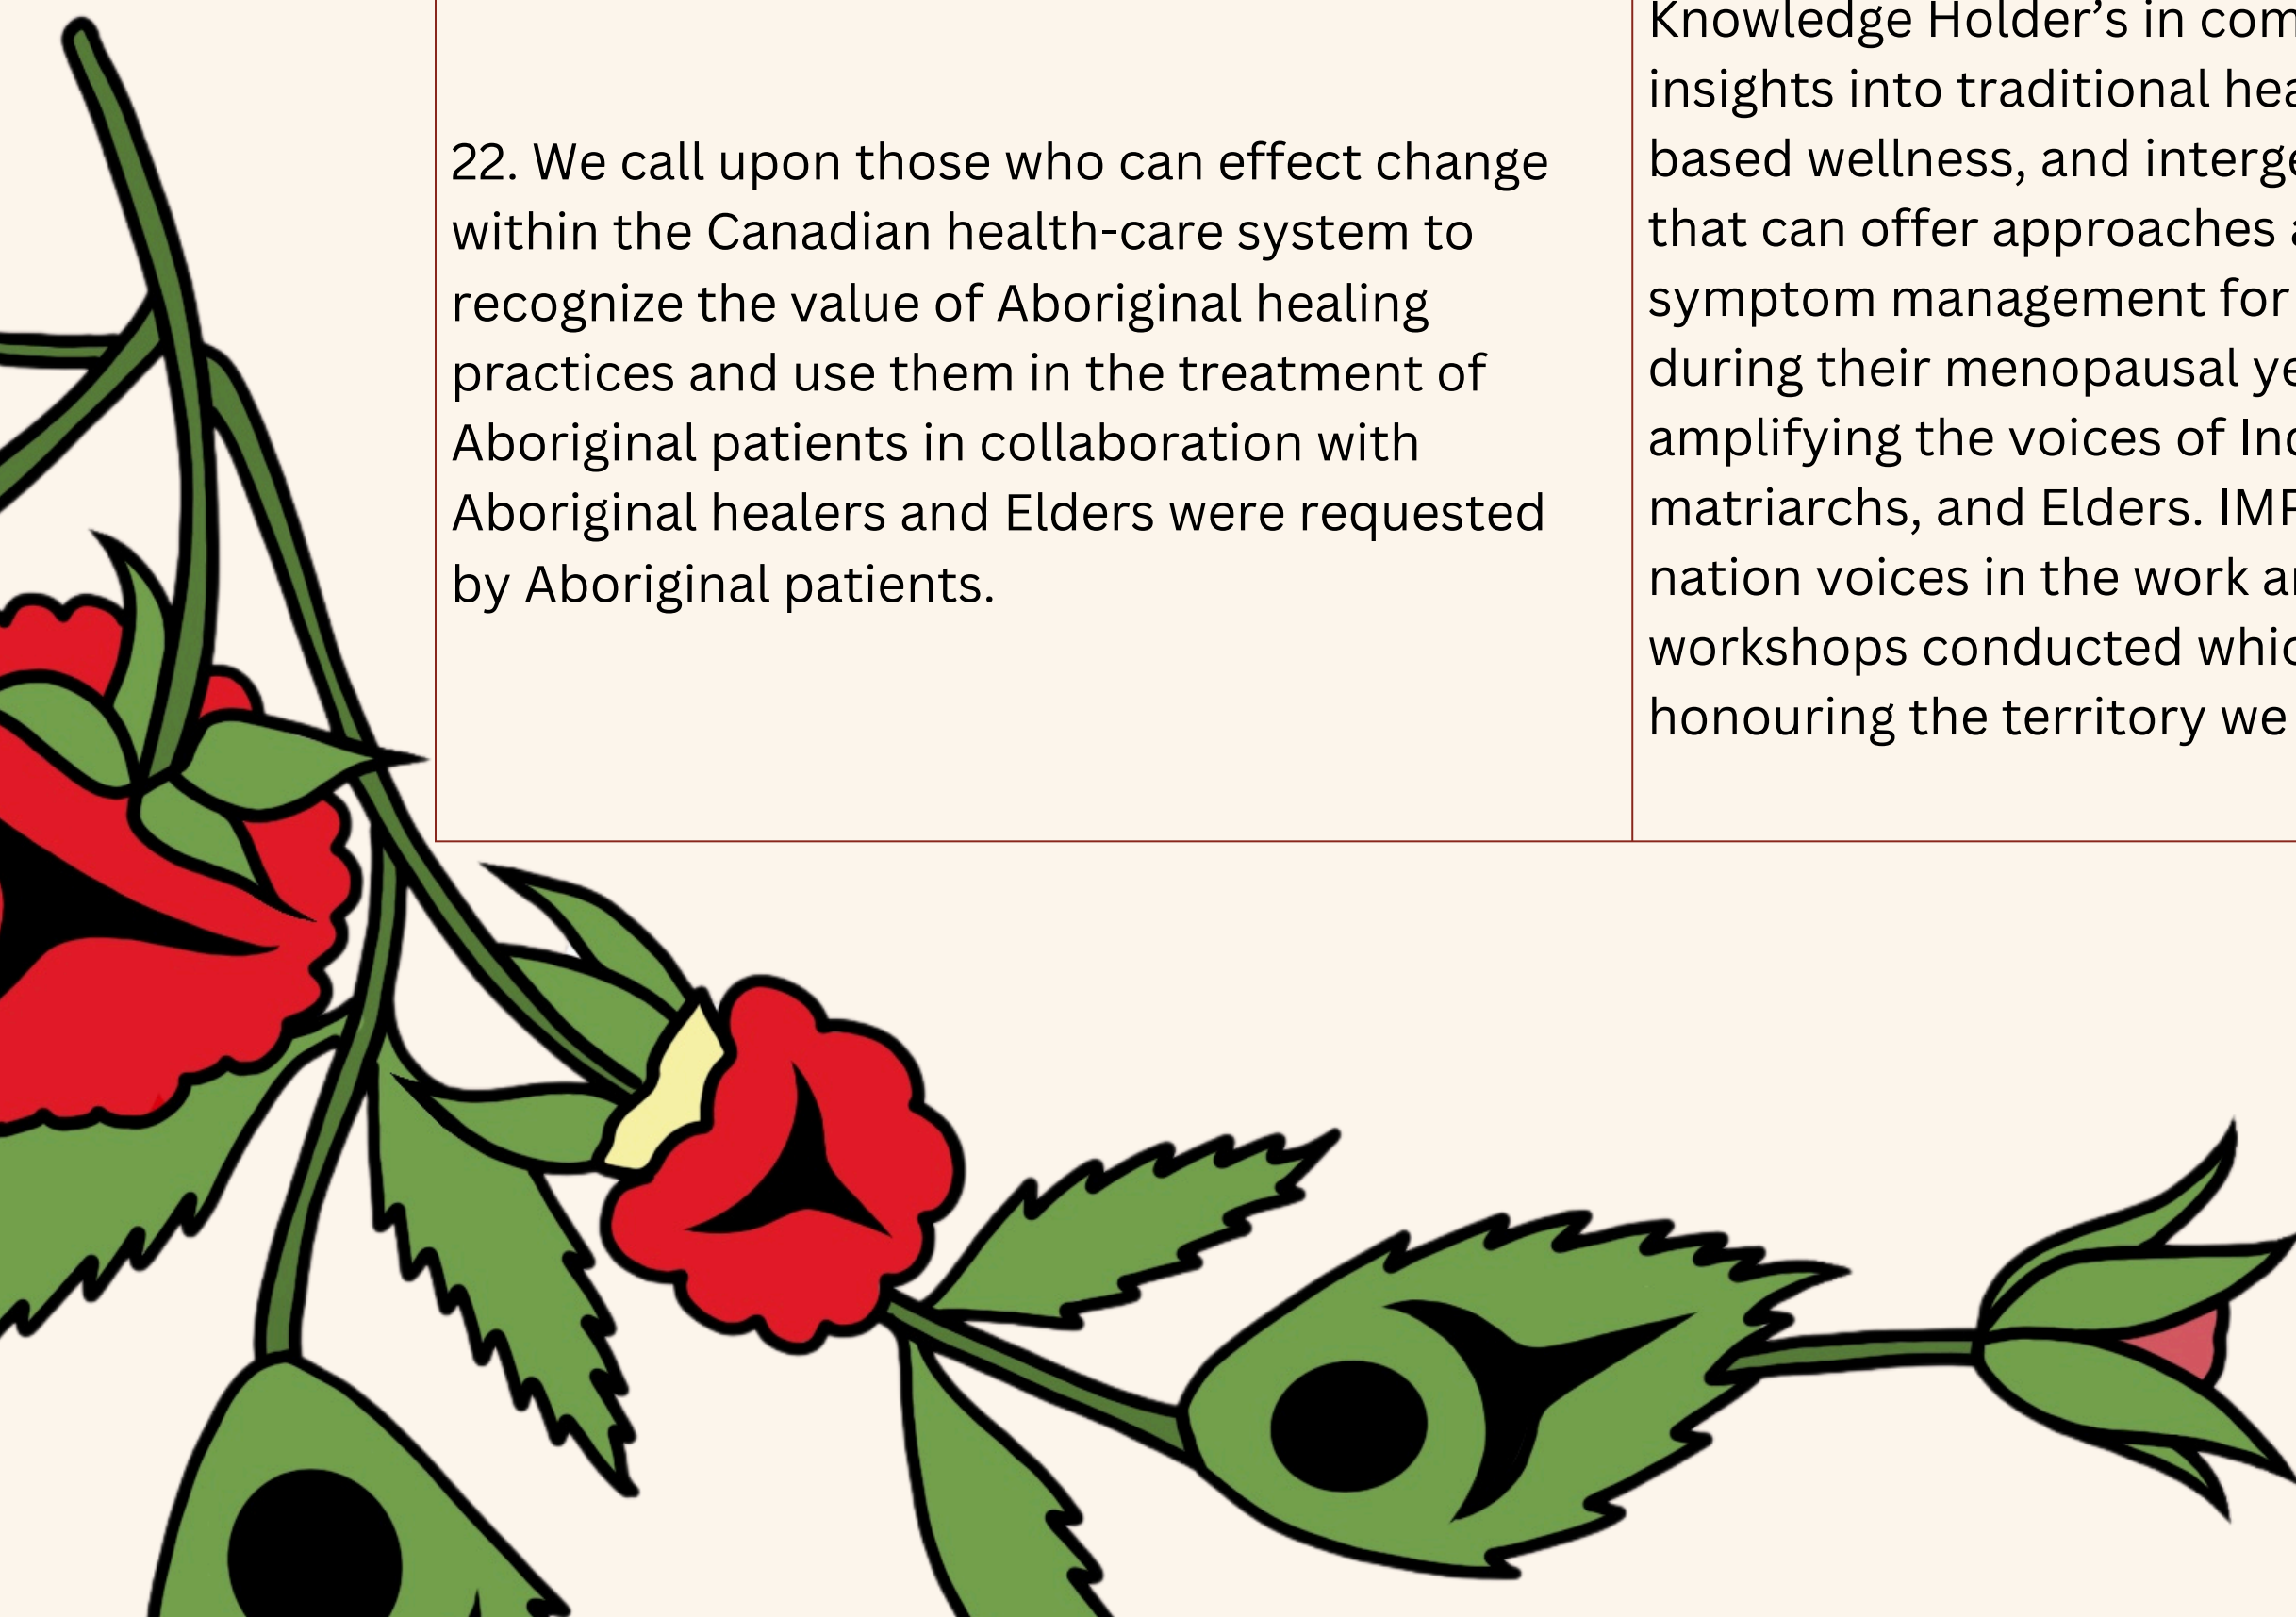 22. We call upon those who can effect change
within the Canadian health-care system to
recognize the value of Aboriginal healing
practices and use them in the treatment of
Aboriginal patients in collaboration with
Aboriginal healers and Elders were requested
by Aboriginal patients.
Knowledge Holder’s in
insights into traditional
based wellness, and
that can offer approaches
symptom management for
during their menopausal
amplifying the voices of
matriarchs, and Elders.
nation voices in the work
workshops conducted
honouring the territory we